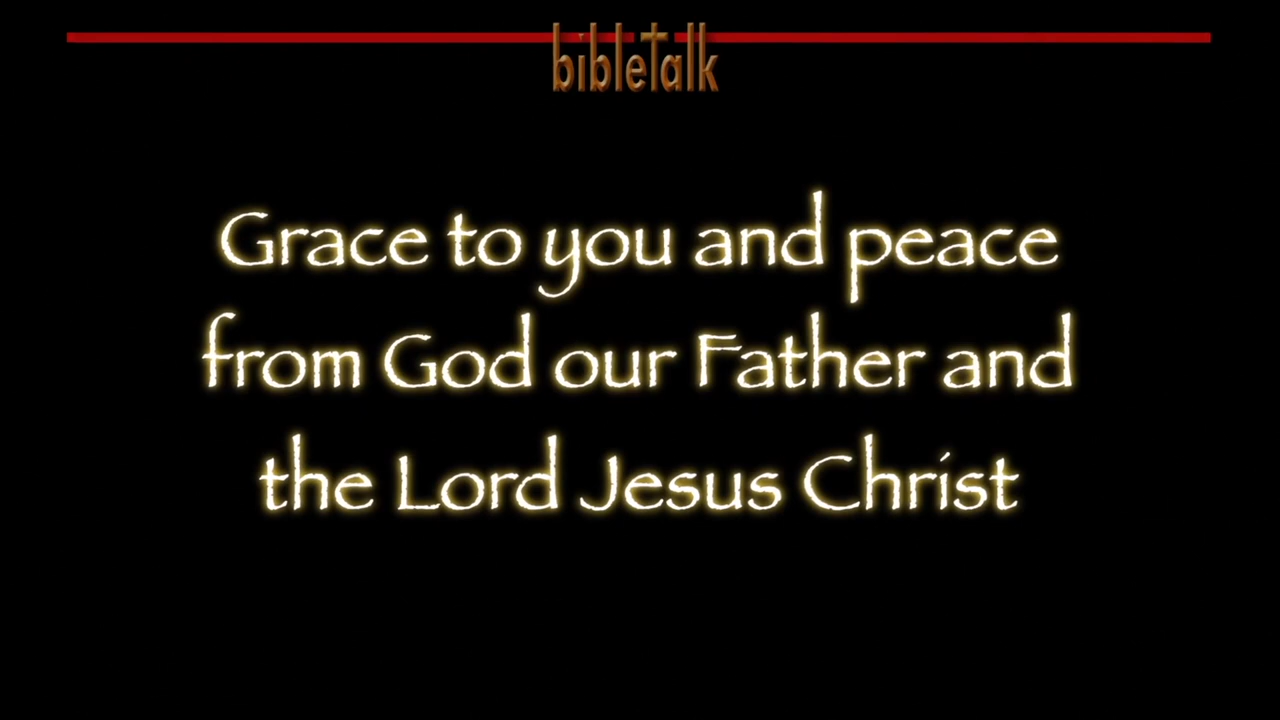 bibleTalk
Grace to you and peace
from God our Father and
the Lord Jesus Christ